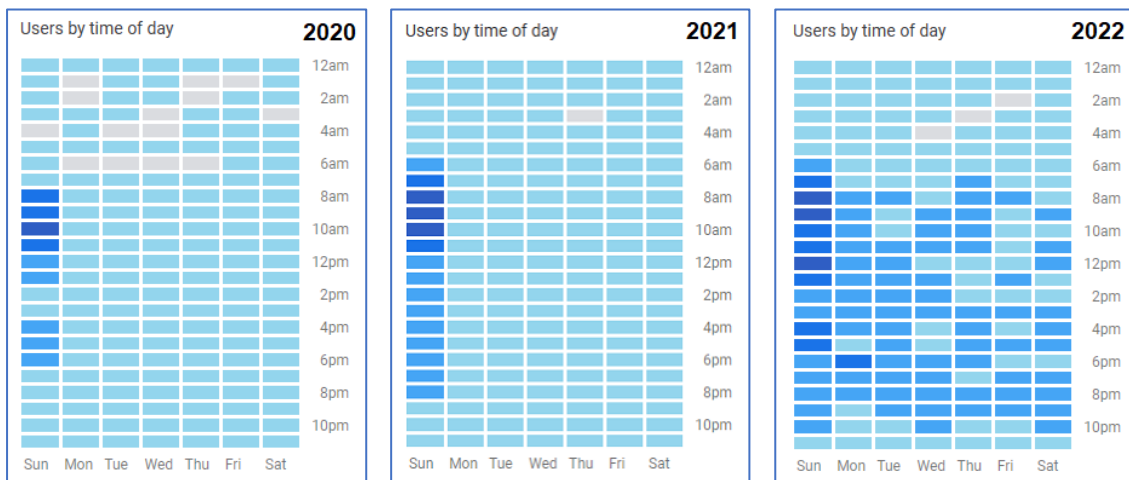 Users by time of day 2020
12am
2am
4am
6am
8am
10am
12pm
2pm
4pm
6pm
8pm
10pm
Sun Mon Tue Wed Thu Fri Sat
Users by time of day 2021
12am
2am
4am
6am
8am
10am
12pm
2pm
4pm
6pm
8pm
10pm
Sun Mon Tue Wed Thu Fri Sat
Users by time of day 2022
12am
2am
4am
6am
8am
10am
12pm
2pm
4pm
6pm
8pm
10pm
Sun Mon Tue Wed Thu Fri Sat